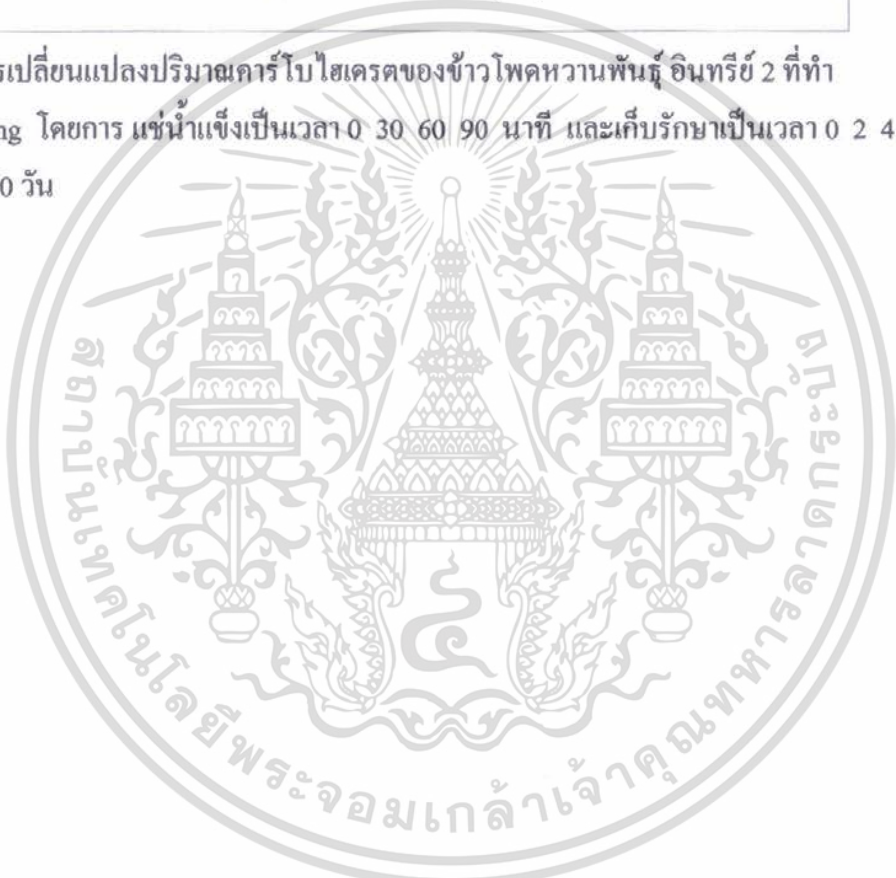 รเปลี่ยนแปลงปริมาณคาร์โบไฮเดรตของข้าวโพดหวานพันธุ์ อินทรีย์ 2 ที่ทำ
ng โดยการ แช่น้ำแข็งเป็นเวลา 0 30 60 90 นาที และเก็บรักษาเป็นเวลา 0 2 4
0 วัน
สถาบันเทคโนโลยีพระจอมเกล้าเจ้าคุณทหารลาดกระบัง